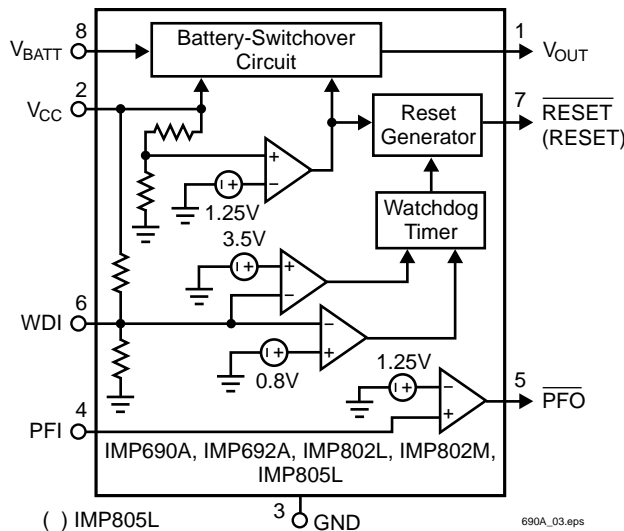 8
VBATT
Battery-Switchover
Circuit
1
VOUT
2
VCC
Reset
Generator
7
RESET
(RESET)
+
−
1.25V
Watchdog
Timer
3.5V
+
−
6
WDI
−
+
0.8V
1.25V
−
+
5
PFO
4
PFI
IMP690A, IMP692A, IMP802L, IMP802M,
IMP805L
( ) IMP805L
3
GND
690A_03.eps